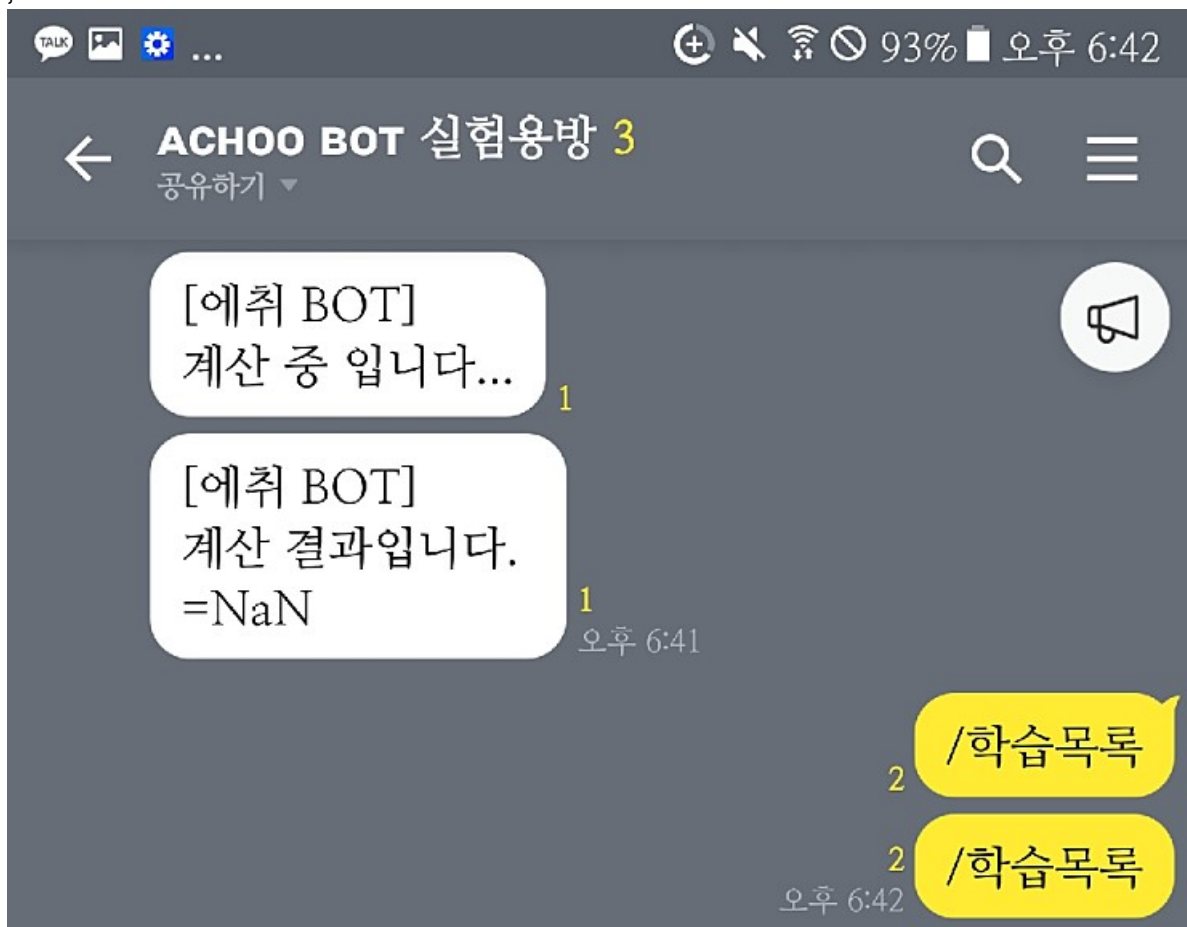 TALK ... 93% 오후 6:42
ACHOO BOT 실험용방 3
공유하기
[에취 BOT]
계산 중 입니다...
1
[에취 BOT]
계산 결과입니다.
=NaN
1
오후 6:41
/학습목록
2
/학습목록
2
오후 6:42